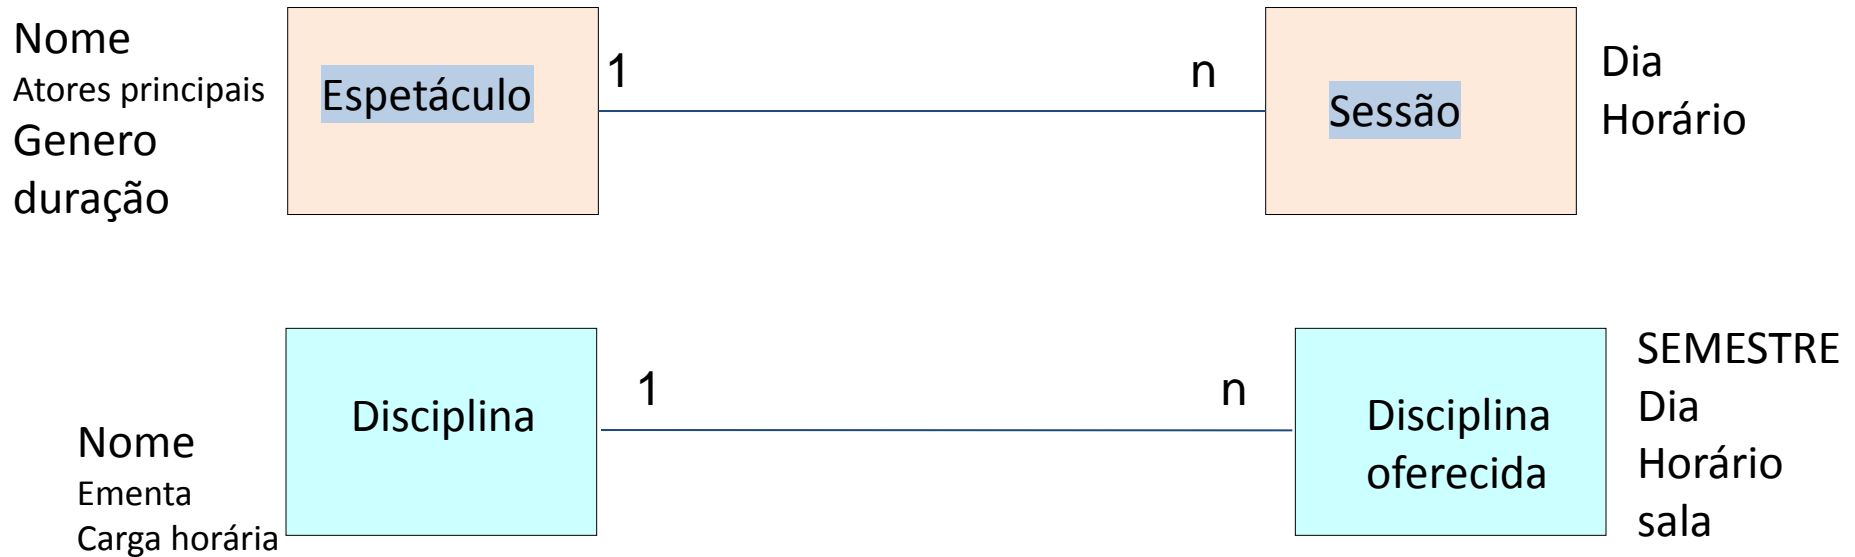 Nome
Atores principais
Genero
duração
Espetáculo
1
n
Sessão
Dia
Horário
Nome
Ementa
Carga horária
Disciplina
1
n
Disciplina
oferecida
SEMESTRE
Dia
Horário
sala